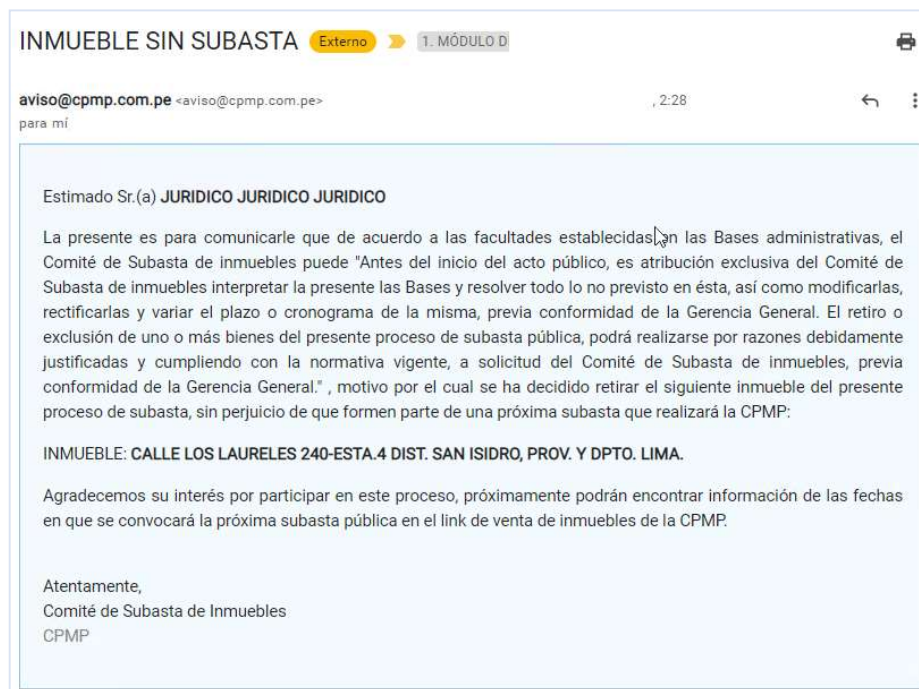 INMUEBLE SIN SUBASTA Externo 1. MÓDULO D
aviso@cpmp.com.pe <aviso@cpmp.com.pe> , 2:28
para mí
Estimado Sr.(a) JURIDICO JURIDICO JURIDICO
La presente es para comunicarle que de acuerdo a las facultades establecidas en las Bases administrativas, el
Comité de Subasta de inmuebles puede "Antes del inicio del acto público, es atribución exclusiva del Comité de
Subasta de inmuebles interpretar la presente las Bases y resolver todo lo no previsto en ésta, así como modificarlas,
rectificarlas y variar el plazo o cronograma de la misma, previa conformidad de la Gerencia General. El retiro o
exclusión de uno o más bienes del presente proceso de subasta pública, podrá realizarse por razones debidamente
justificadas y cumpliendo con la normativa vigente, a solicitud del Comité de Subasta de inmuebles, previa
conformidad de la Gerencia General." , motivo por el cual se ha decidido retirar el siguiente inmueble del presente
proceso de subasta, sin perjuicio de que formen parte de una próxima subasta que realizará la CPMP:
INMUEBLE: CALLE LOS LAURELES 240-ESTA.4 DIST. SAN ISIDRO, PROV. Y DPTO. LIMA.
Agradecemos su interés por participar en este proceso, próximamente podrán encontrar información de las fechas
en que se convocará la próxima subasta pública en el link de venta de inmuebles de la CPMP.
Atentamente,
Comité de Subasta de Inmuebles
CPMP